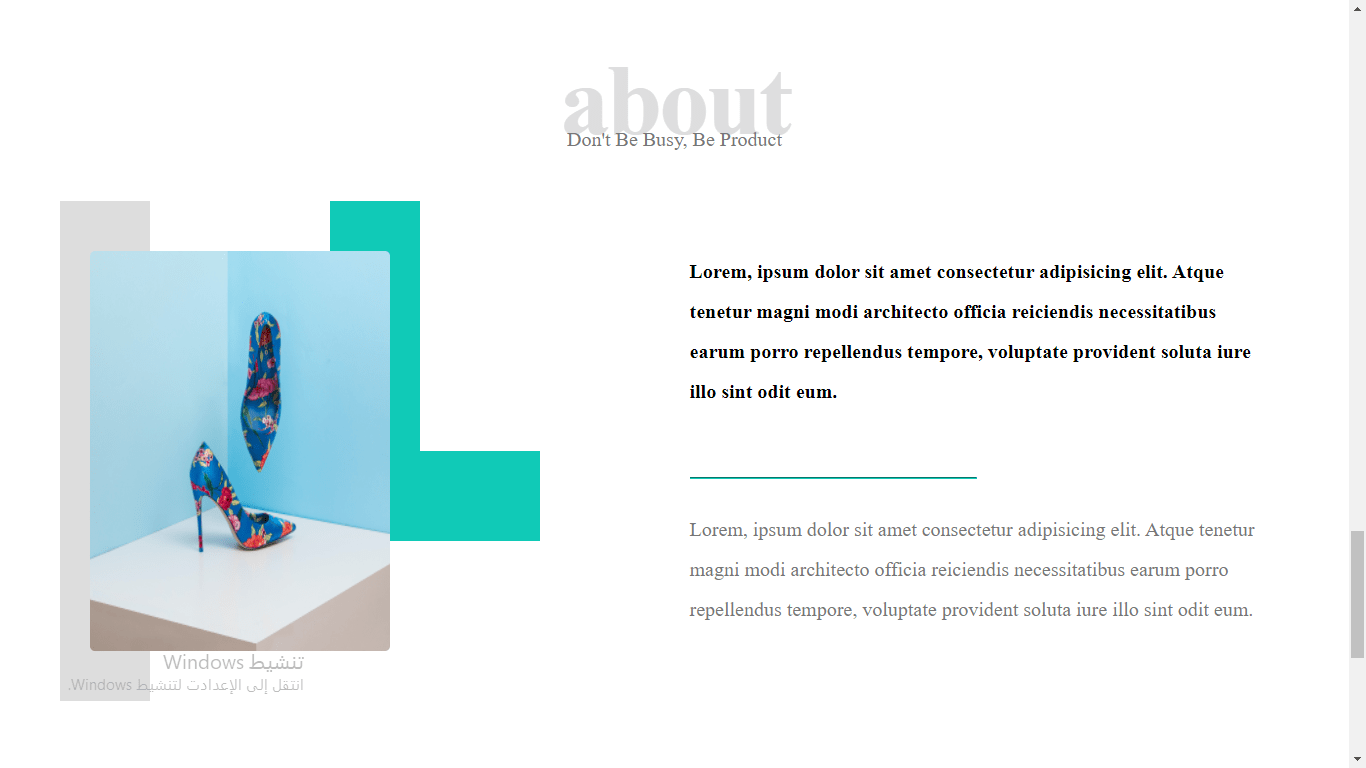 about
Don't Be Busy, Be Product
Lorem, ipsum dolor sit amet consectetur adipisicing elit. Atque
tenetur magni modi architecto officia reiciendis necessitatibus
earum porro repellendus tempore, voluptate provident soluta iure
illo sint odit eum.
Lorem, ipsum dolor sit amet consectetur adipisicing elit. Atque tenetur
magni modi architecto officia reiciendis necessitatibus earum porro
repellendus tempore, voluptate provident soluta iure illo sint odit eum.
تنشيط Windows
انتقل إلى الإعدادت لتنشيط Windows.